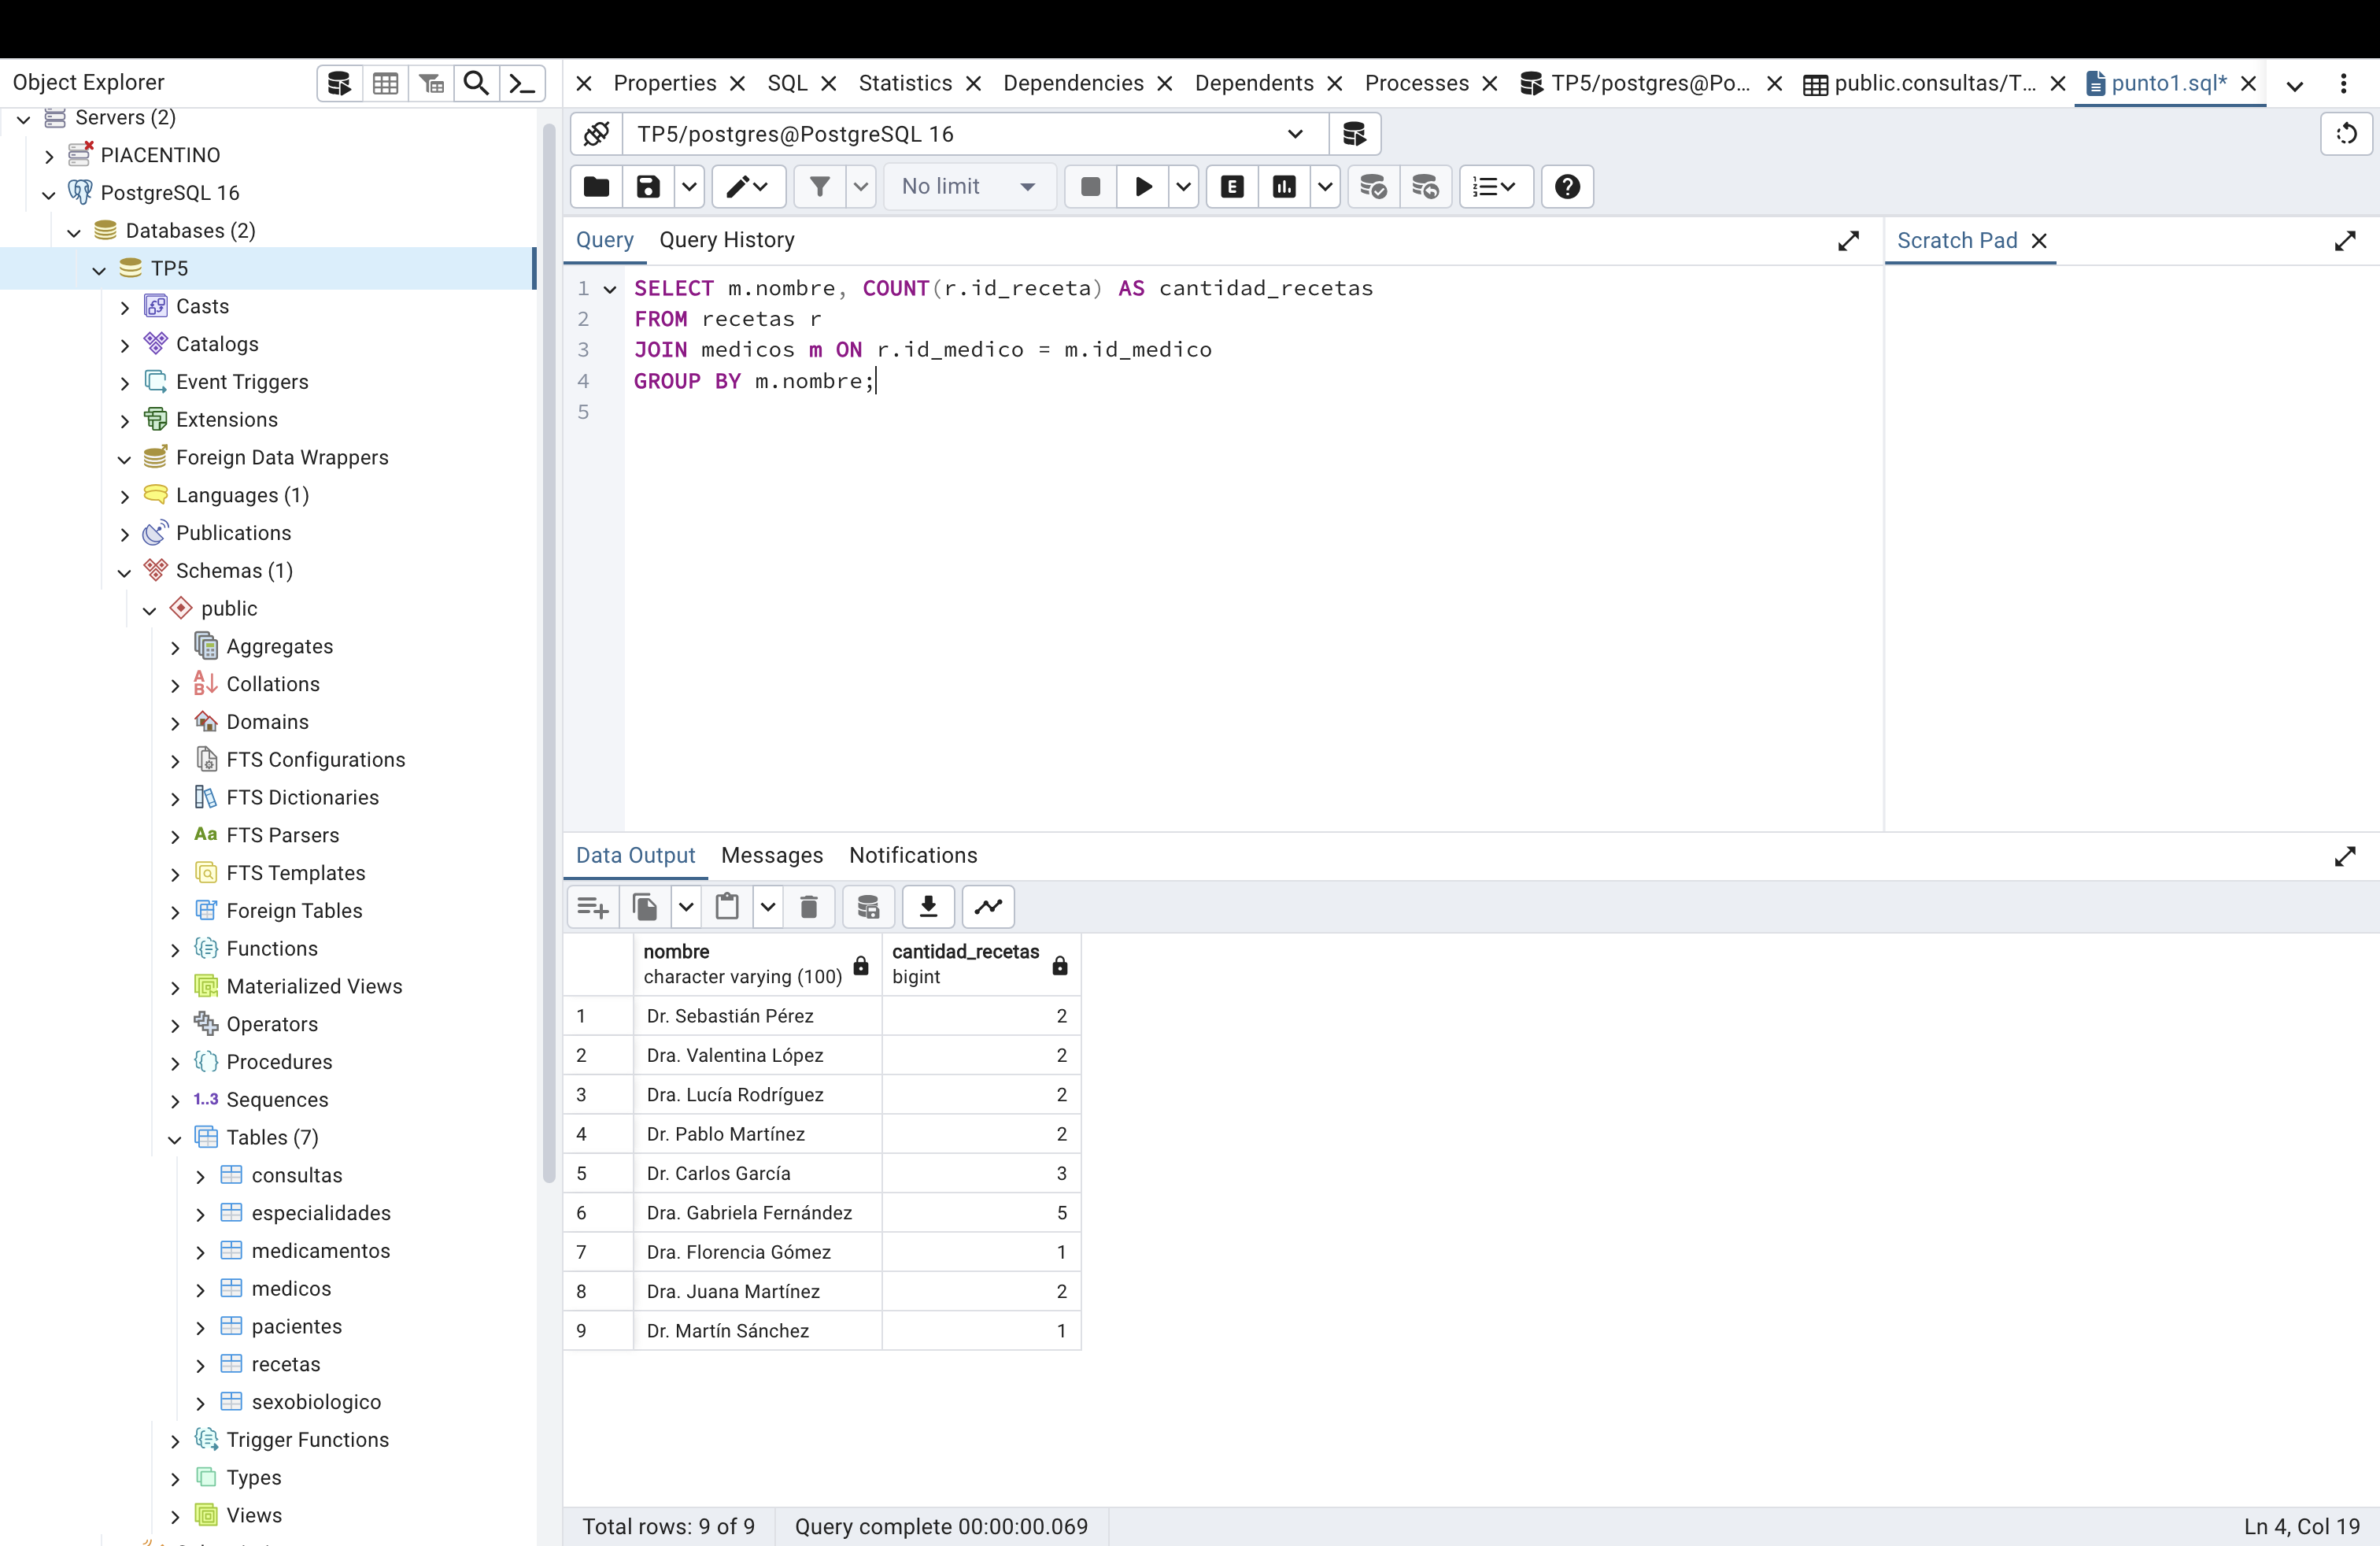 Object Explorer
Servers (2)
PIACENTINO
PostgreSQL 16
Databases (2)
TP5
Casts
Catalogs
Event Triggers
Extensions
Foreign Data Wrappers
Languages (1)
Publications
Schemas (1)
public
Aggregates
Collations
Domains
FTS Configurations
FTS Dictionaries
Aa FTS Parsers
FTS Templates
Foreign Tables
Functions
Materialized Views
Operators
Procedures
1..3 Sequences
Tables (7)
consultas
especialidades
medicamentos
medicos
pacientes
recetas
sexobiologico
Trigger Functions
Types
Views
Properties SQL Statistics Dependencies Dependents Processes TP5/postgres@Po... public.consultas/T... punto1.sql*
TP5/postgres@PostgreSQL 16
No limit E
Query Query History
Scratch Pad
1 SELECT m.nombre, COUNT(r.id_receta) AS cantidad_recetas
2 FROM recetas r
3 JOIN medicos m ON r.id_medico = m.id_medico
4 GROUP BY m.nombre;
5
Data Output Messages Notifications
nombre cantidad_recetas
character varying (100) bigint
1 Dr. Sebastián Pérez 2
2 Dra. Valentina López 2
3 Dra. Lucía Rodríguez 2
4 Dr. Pablo Martínez 2
5 Dr. Carlos García 3
6 Dra. Gabriela Fernández 5
7 Dra. Florencia Gómez 1
8 Dra. Juana Martínez 2
9 Dr. Martín Sánchez 1
Total rows: 9 of 9 Query complete 00:00:00.069 Ln 4, Col 19